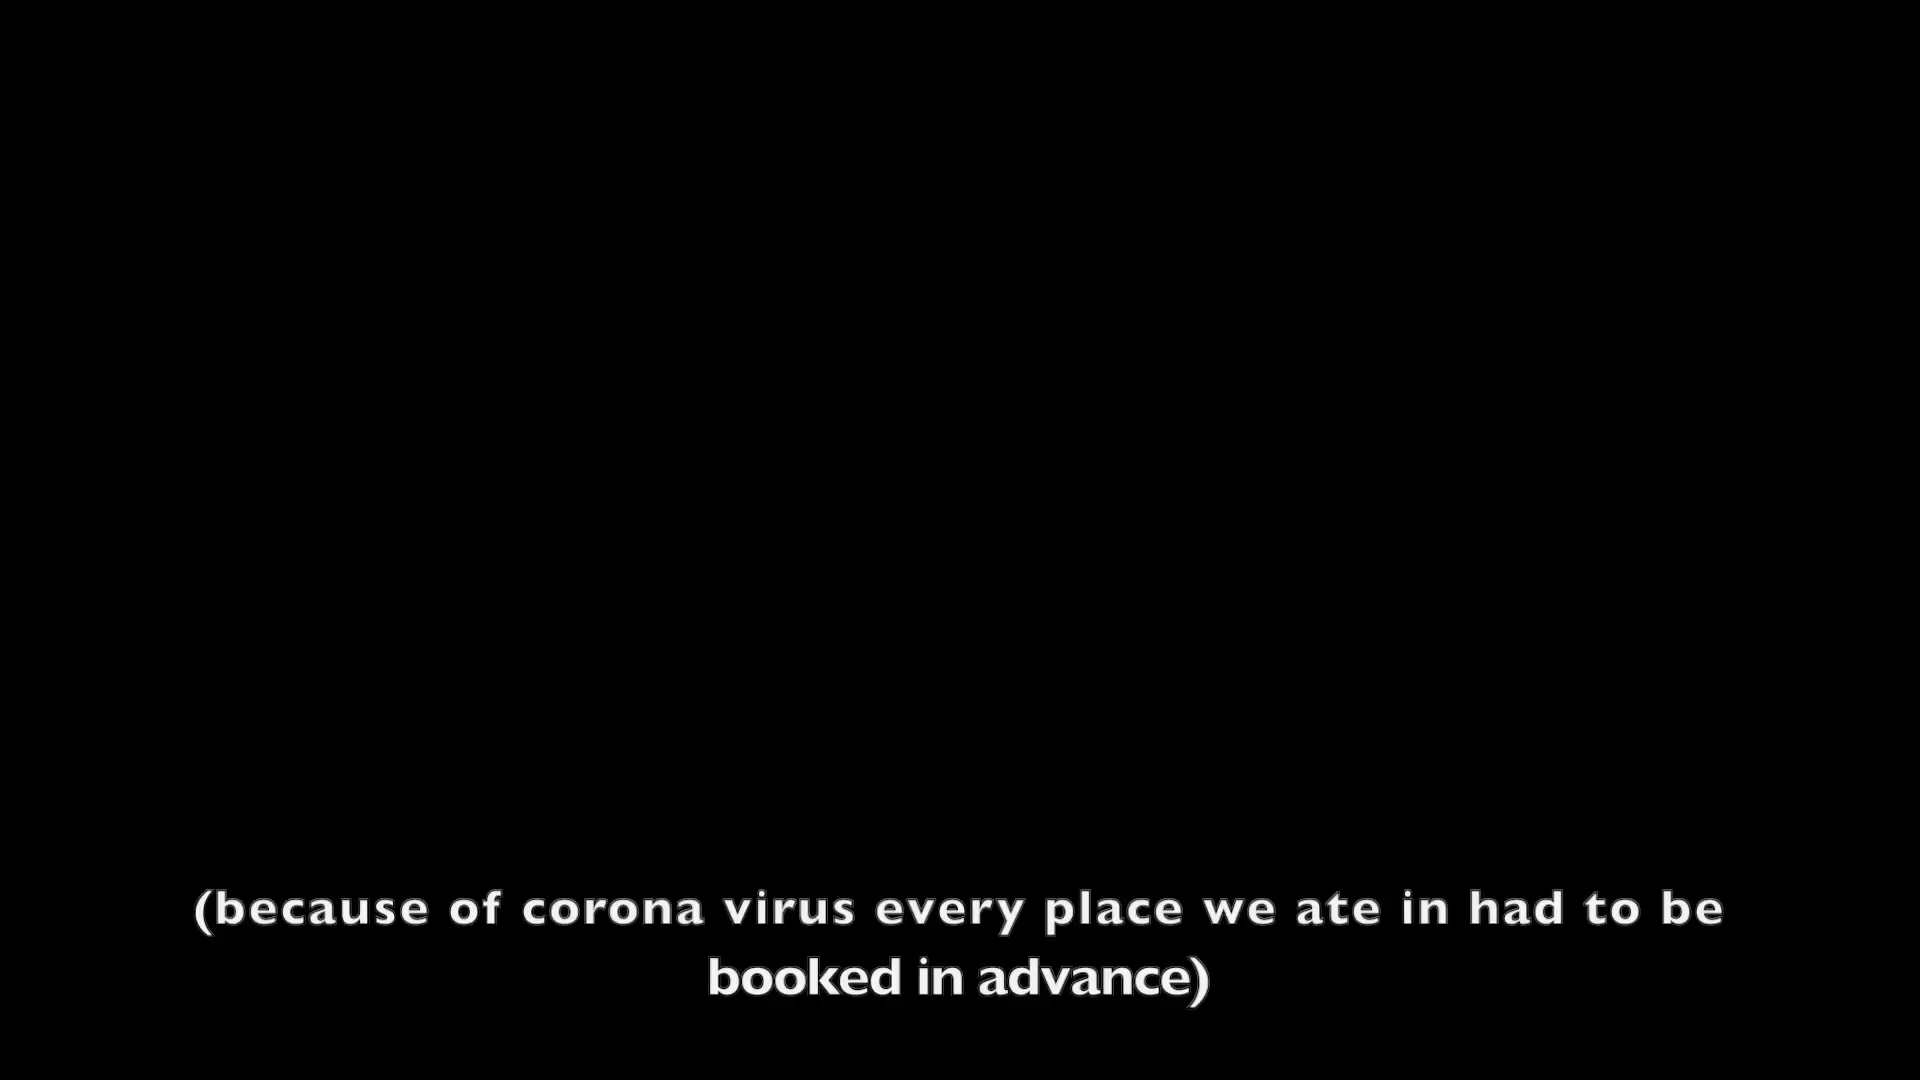 (because of corona virus every place we ate in had to be
booked in advance)